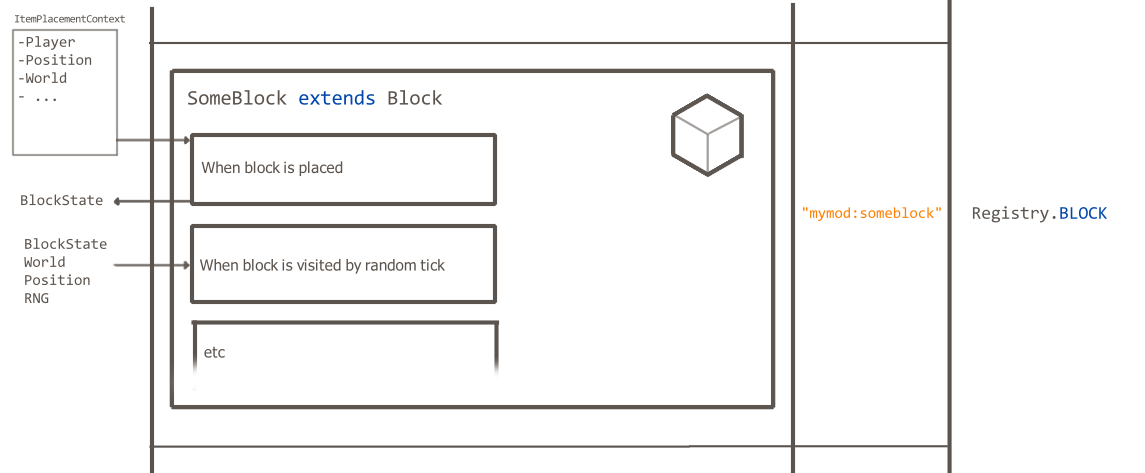 ItemPlacementContext
-Player
-Position
-World
- ...
SomeBlock extends Block
When block is placed
BlockState
BlockState
World
Position
RNG
When block is visited by random tick
etc
"mymod:someblock"
Registry.BLOCK